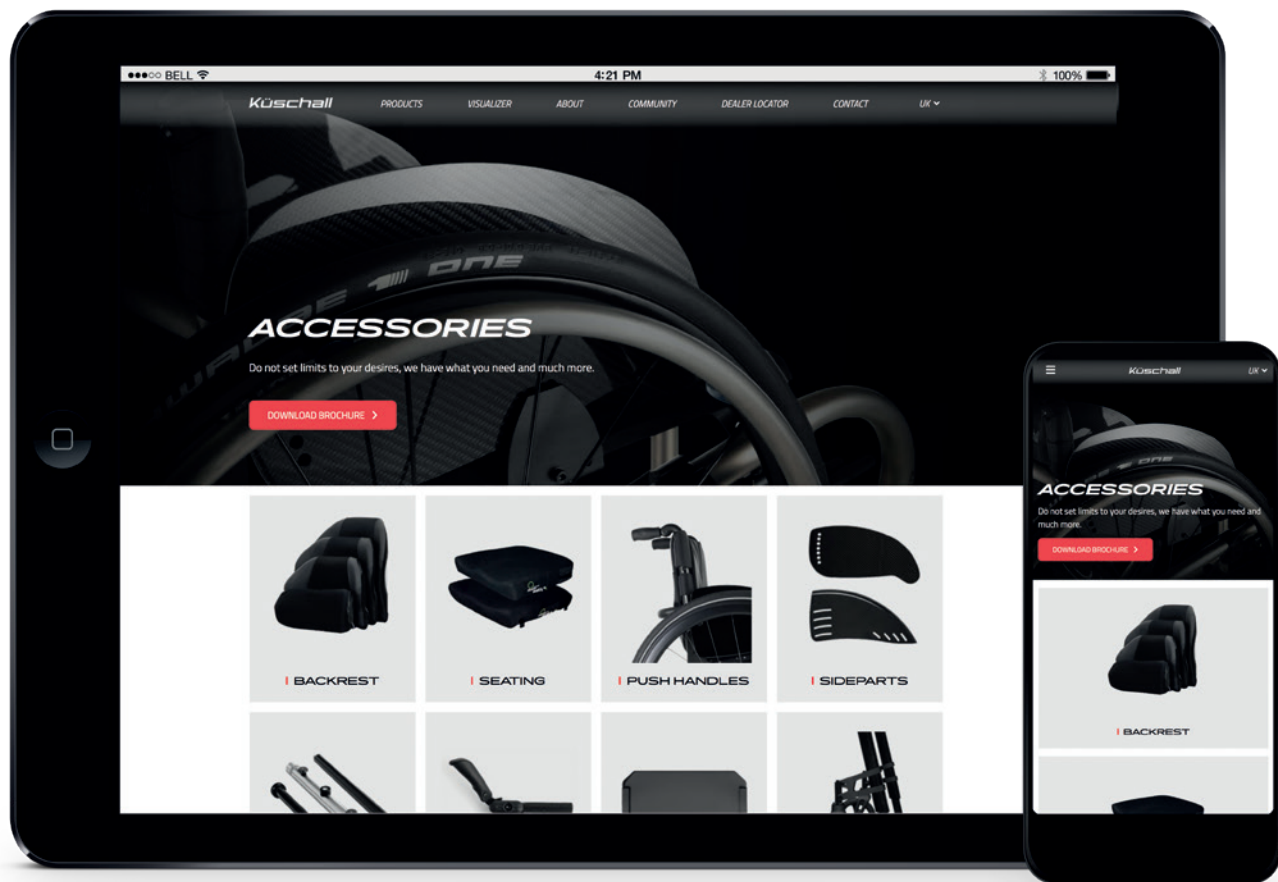 BELL
4:21 PM
100%
Küschall
PRODUCTS
VISUALIZER
ABOUT
COMMUNITY
DEALER LOCATOR
CONTACT
UK
ONE
ACCESSORIES
Do not set limits to your desires, we have what you need and much more.
DOWNLOAD BROCHURE
BACKREST
SEATING
PUSH HANDLES
SIDEPARTS
Küschall
UK
ONE
ACCESSORIES
Do not set limits to your desires, we have what you need and
much more.
DOWNLOAD BROCHURE
BACKREST